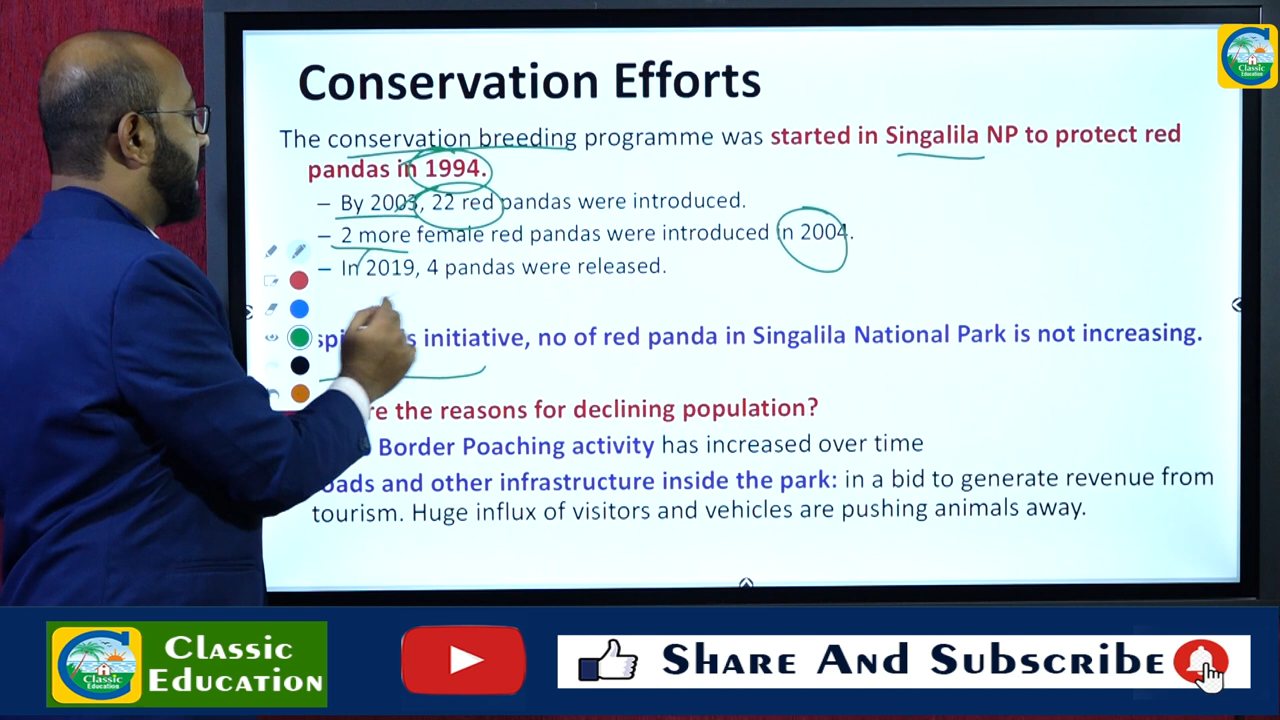 Conservation Efforts
Classic
Education
The conservation breeding programme was started in Singalila NP to protect red
pandas in 1994.
– By 2003, 22 red pandas were introduced.
– 2 more female red pandas were introduced in 2004.
– In 2019, 4 pandas were released.
initiative, no of red panda in Singalila National Park is not increasing.
the reasons for declining population?
Border Poaching activity has increased over time
and other infrastructure inside the park: in a bid to generate revenue from
tourism. Huge influx of visitors and vehicles are pushing animals away.
Classic
Education
Classic
Education
Share And Subscribe